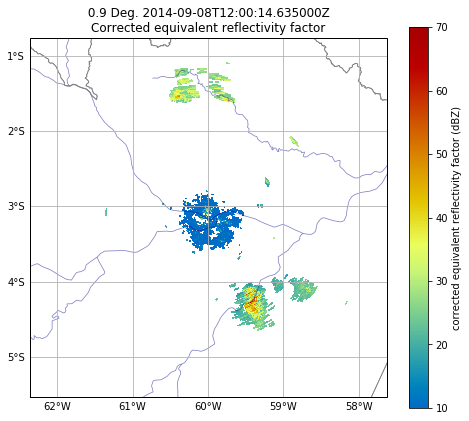 0.9 Deg. 2014-09-08T12:00:14.635000Z
Corrected equivalent reflectivity factor
1°S
2°S
3°S
4°S
5°S
62°W 61°W 60°W 59°W 58°W
70
60
50
40
30
20
10
corrected equivalent reflectivity factor (dBZ)